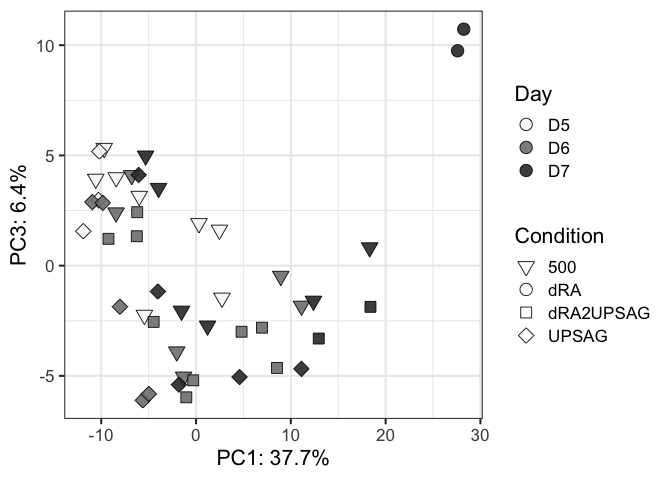 10
5
0
-5
PC3: 6.4%
-10
0
10
20
30
PC1: 37.7%
Day
D5
D6
D7
Condition
500
dRA
dRA2UPSAG
UPSAG